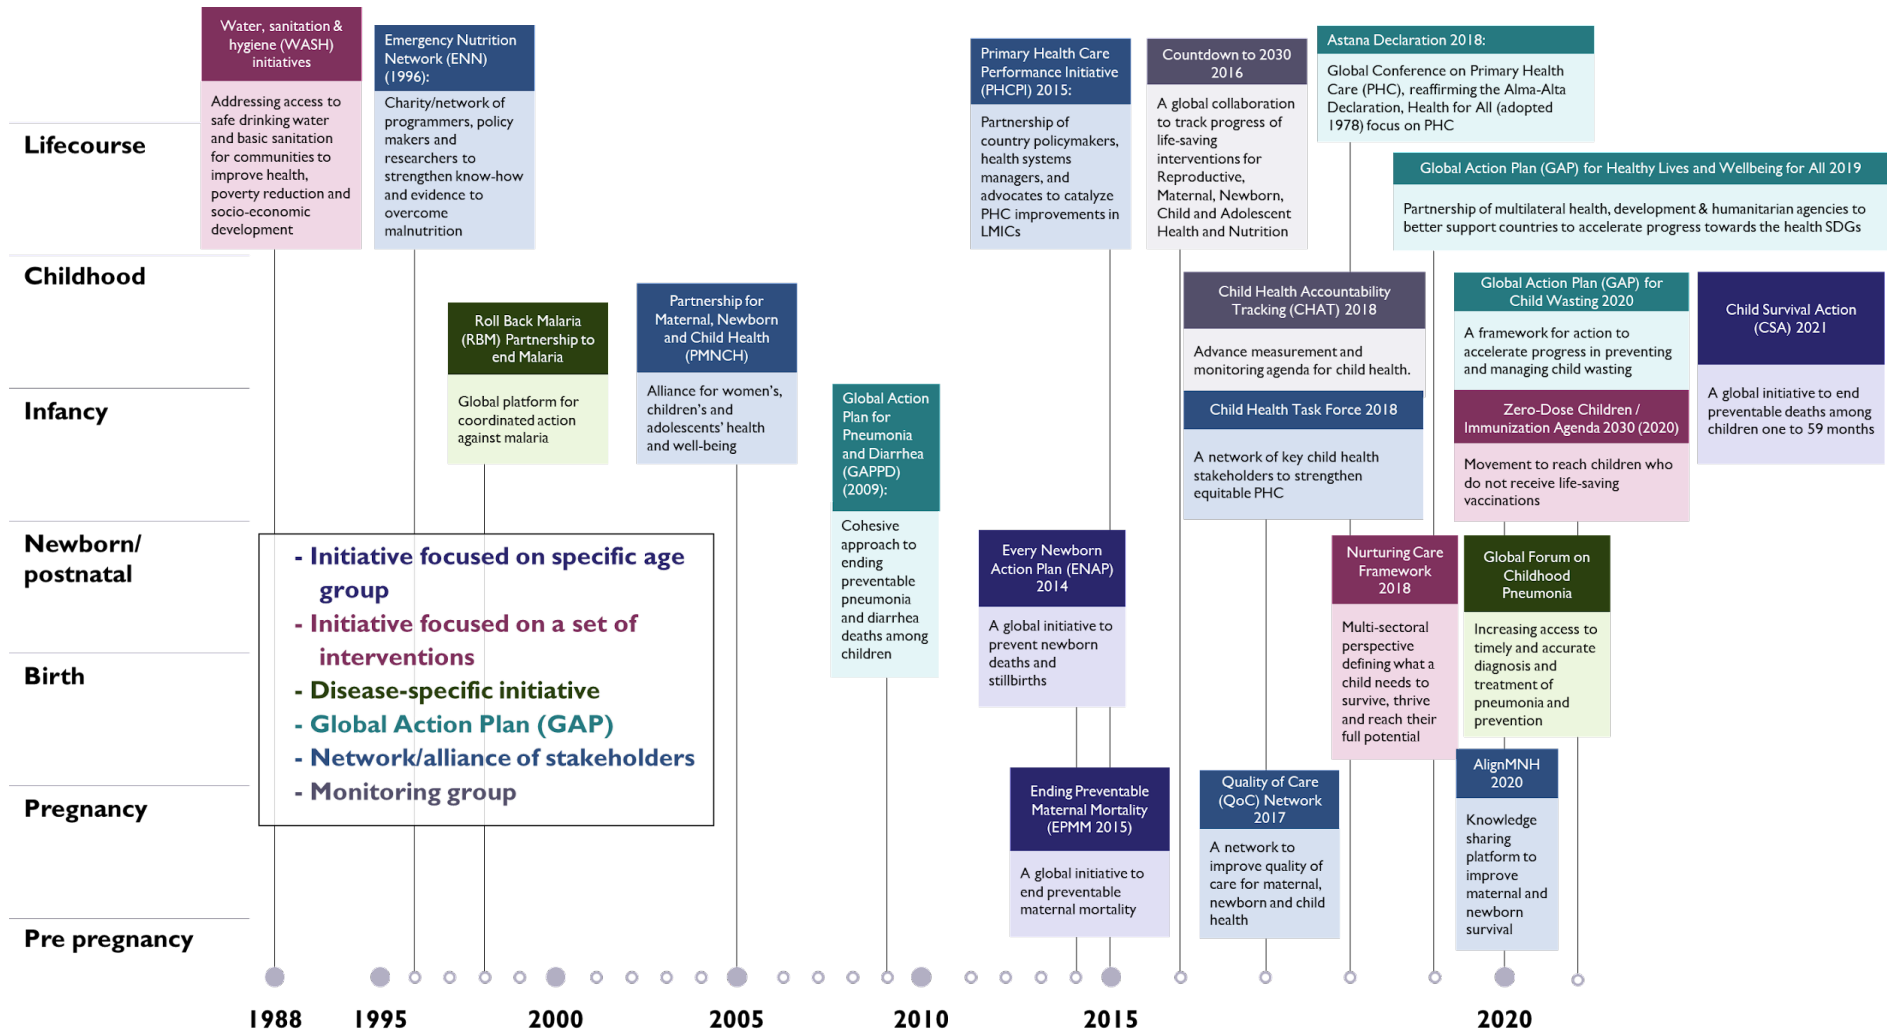 Water, sanitation &
hygiene (WASH)
initiatives
Addressing access to
safe drinking water
and basic sanitation
for communities to
improve health,
poverty reduction and
socio-economic
development
Emergency Nutrition
Network (ENN)
(1996):
Charity/network of
programmers, policy
makers and
researchers to
strengthen know-how
and evidence to
overcome
malnutrition
Primary Health Care
Performance Initiative
(PHCPI) 2015:
Partnership of
country policymakers,
health systems
managers, and
advocates to catalyze
PHC improvements in
LMICs
Countdown to 2030
2016
A global collaboration
to track progress of
life-saving
interventions for
Reproductive,
Maternal, Newborn,
Child and Adolescent
Health and Nutrition
Astana Declaration 2018:
Global Conference on Primary Health
Care (PHC), reaffirming the Alma-Alta
Declaration, Health for All (adopted
1978) focus on PHC
Global Action Plan (GAP) for Healthy Lives and Wellbeing for All 2019
Partnership of multilateral health, development & humanitarian agencies to
better support countries to accelerate progress towards the health SDGs
Lifecourse
Childhood
Infancy
Newborn/
postnatal
Birth
Pregnancy
Pre pregnancy
Roll Back Malaria
(RBM) Partnership to
end Malaria
Global platform for
coordinated action
against malaria
Partnership for
Maternal, Newborn
and Child Health
(PMNCH)
Alliance for women's,
children's and
adolescents' health
and well-being
Global Action
Plan for
Pneumonia
and Diarrhea
(GAPPD)
(2009):
Cohesive
approach to
ending
preventable
pneumonia
and diarrhea
deaths among
children
Child Health Accountability
Tracking (CHAT) 2018
Advance measurement and
monitoring agenda for child health.
Child Health Task Force 2018
A network of key child health
stakeholders to strengthen
equitable PHC
Global Action Plan (GAP) for
Child Wasting 2020
A framework for action to
accelerate progress in preventing
and managing child wasting
Zero-Dose Children /
Immunization Agenda 2030 (2020)
Movement to reach children who
do not receive life-saving
vaccinations
Child Survival Action
(CSA) 2021
A global initiative to end
preventable deaths among
children one to 59 months
- Initiative focused on specific age
group
- Initiative focused on a set of
interventions
- Disease-specific initiative
- Global Action Plan (GAP)
- Network/alliance of stakeholders
- Monitoring group
Every Newborn
Action Plan (ENAP)
2014
A global initiative to
prevent newborn
deaths and
stillbirths
Nurturing Care
Framework
2018
Multi-sectoral
perspective
defining what a
child needs to
survive, thrive
and reach their
full potential
Global Forum on
Childhood
Pneumonia
Increasing access to
timely and accurate
diagnosis and
treatment of
pneumonia and
prevention
Ending Preventable
Maternal Mortality
(EPMM 2015)
A global initiative to
end preventable
maternal mortality
Quality of Care
(QoC) Network
2017
A network to
improve quality of
care for maternal,
newborn and child
health
AlignMNH
2020
Knowledge
sharing
platform to
improve
maternal and
newborn
survival
1988
1995
2000
2005
2010
2015
2020